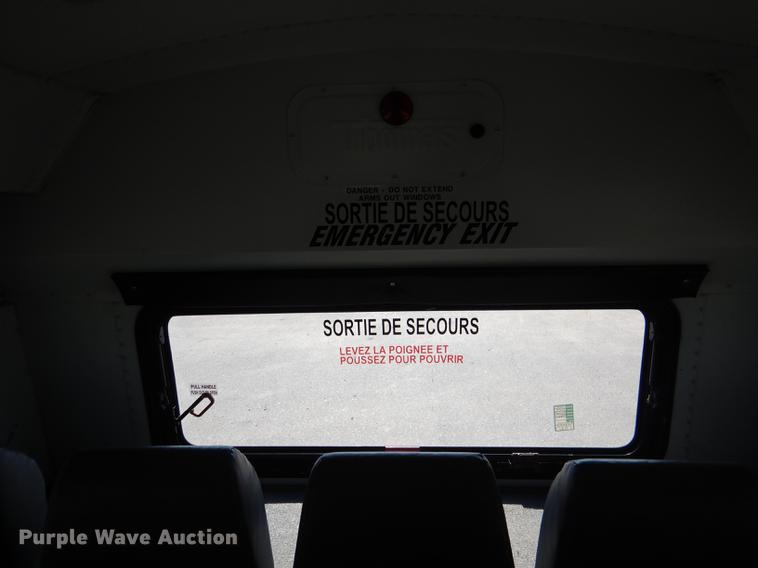 Thomas
DANGER - DO NOT EXTEND
ARMS OUT WINDOWS
SORTIE DE SECOURS
EMERGENCY EXIT
SORTIE DE SECOURS
LEVEZ LA POIGNEE ET
POUSSEZ POUR POUVRIR
PULL HANDLE
Purple Wave Auction